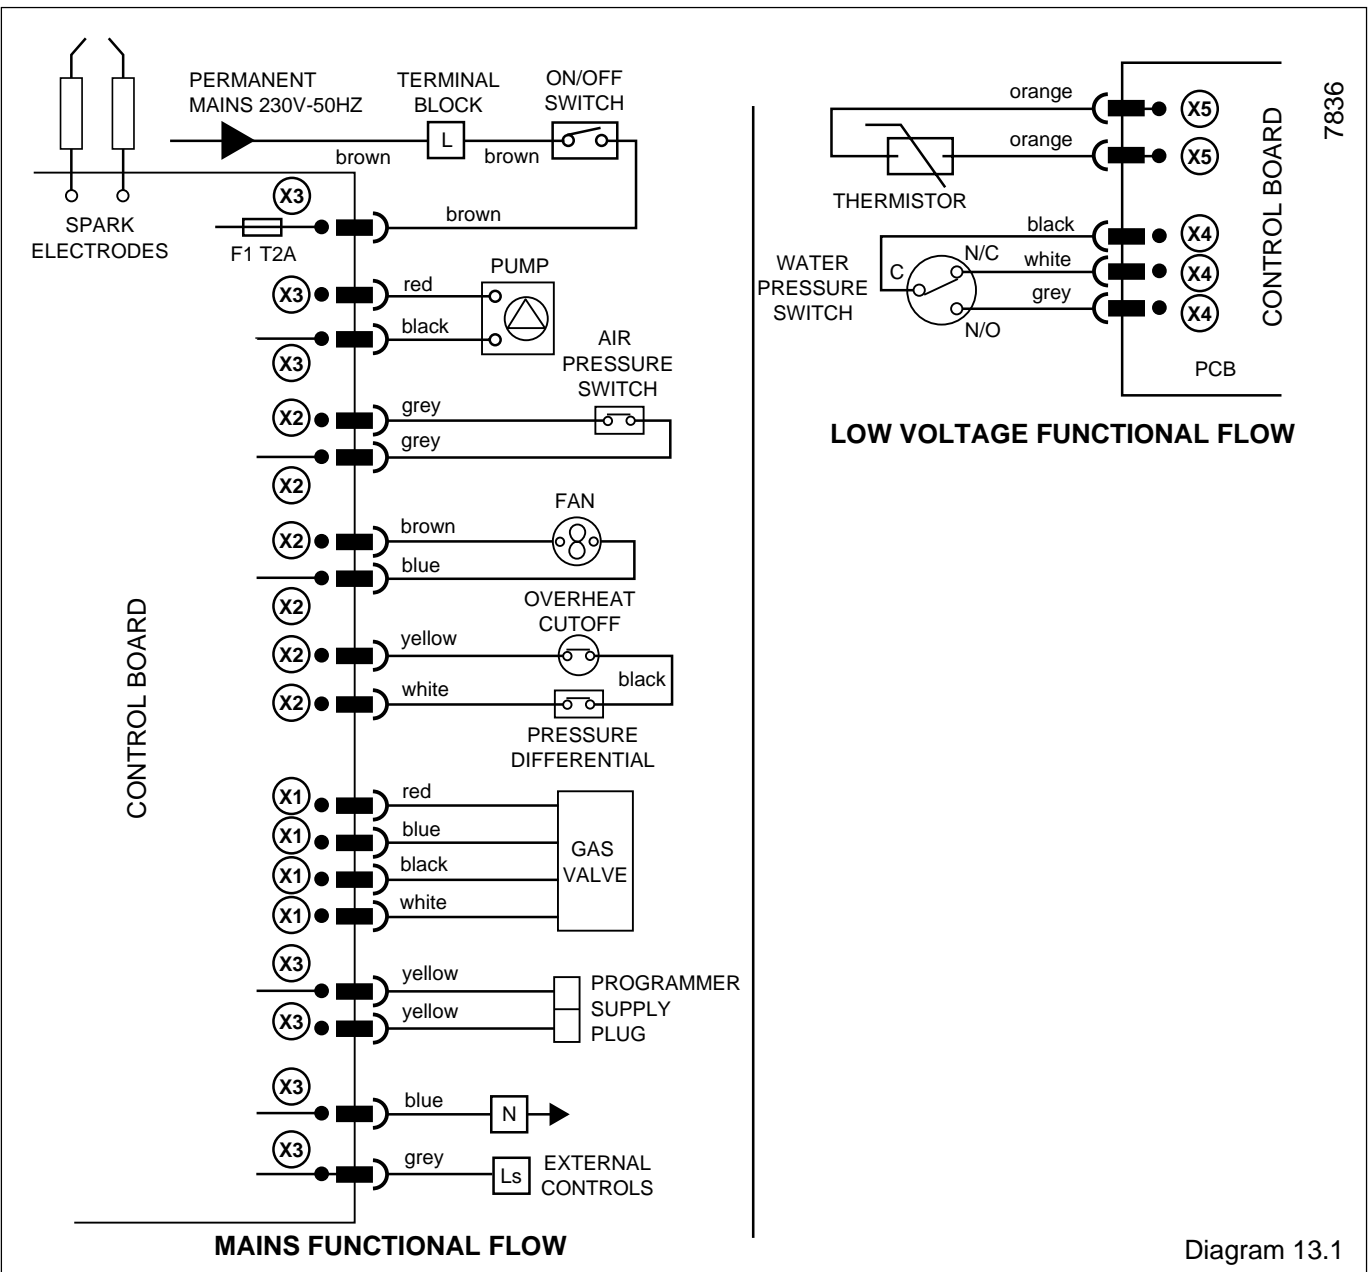 PERMANENT
MAINS 230V-50HZ
TERMINAL
BLOCK
ON/OFF
SWITCH
L
brown
brown
SPARK
ELECTRODES
X3
F1 T2A
brown
X3
red
PUMP
black
X3
AIR
PRESSURE
SWITCH
X2
grey
grey
X2
FAN
X2
brown
blue
X2
OVERHEAT
CUTOFF
X2
yellow
black
X2
white
PRESSURE
DIFFERENTIAL
CONTROL BOARD
X1
red
X1
blue
X1
black
X1
white
GAS
VALVE
X3
yellow
X3
yellow
PROGRAMMER
SUPPLY
PLUG
X3
blue
N
X3
grey
Ls
EXTERNAL
CONTROLS
MAINS FUNCTIONAL FLOW
orange
X5
orange
X5
THERMISTOR
black
X4
WATER
PRESSURE
SWITCH
C
N/C
white
X4
grey
X4
N/O
PCB
CONTROL BOARD
7836
LOW VOLTAGE FUNCTIONAL FLOW
Diagram 13.1